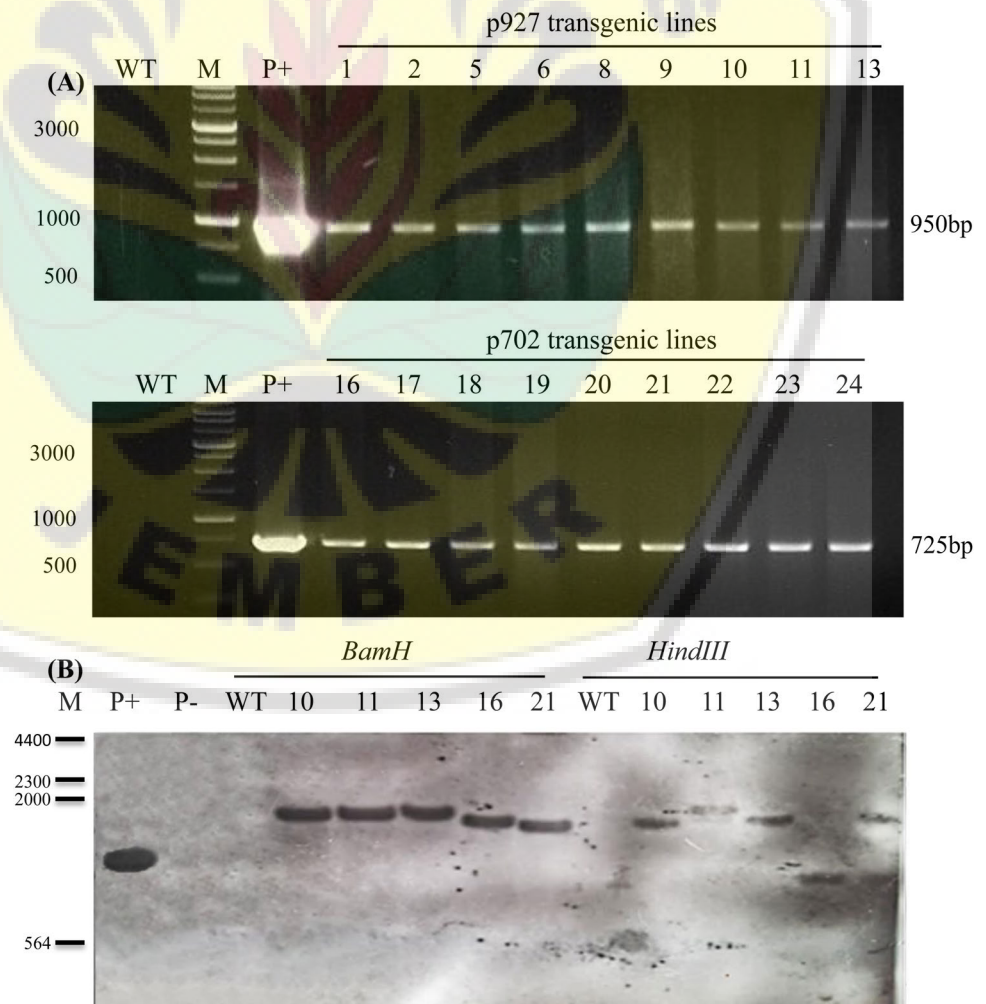 p927 transgenic lines
(A) WT M P+ 1 2 5 6 8 9 10 11 13
3000
1000
950bp
500
p702 transgenic lines
WT M P+ 16 17 18 19 20 21 22 23 24
3000
1000
725bp
500
JEMBER
(B) BamH HindIII
M P+ P- WT 10 11 13 16 21 WT 10 11 13 16 21
4400
2300
2000
564